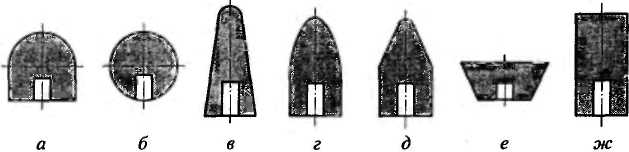 а б в г д е ж